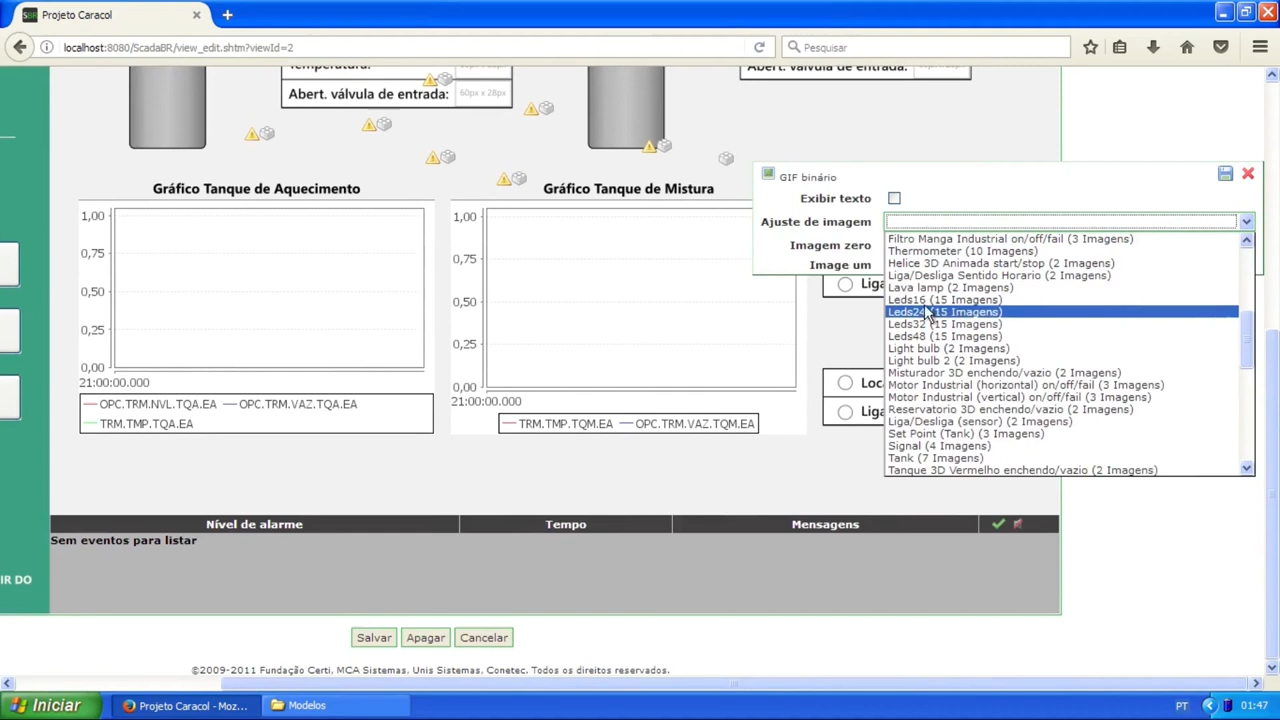 SBR Projeto Caracol
localhost:8080/ScadaBR/view_edit.shtm?viewId=2
Pesquisar
Temperatura:
Abert. válvula de entrada:
60px x 28px
Abert. válvula de entrada:
Gráfico Tanque de Aquecimento
Gráfico Tanque de Mistura
1,00
0,75
0,50
0,25
0,00
21:00:00.000
OPC.TRM.NVL.TQA.EA
OPC.TRM.VAZ.TQA.EA
TRM.TMP.TQA.EA
1,00
0,75
0,50
0,25
0,00
21:00:00.000
TRM.TMP.TQM.EA
OPC.TRM.VAZ.TQM.EA
GIF binário
Exibir texto
Ajuste de imagem
Imagem zero
Image um
Filtro Manga Industrial on/off/fail (3 Imagens)
Thermometer (10 Imagens)
Helice 3D Animada start/stop (2 Imagens)
Liga/Desliga Sentido Horario (2 Imagens)
Lava lamp (2 Imagens)
Leds16 (15 Imagens)
Leds24 (15 Imagens)
Leds32 (15 Imagens)
Leds48 (15 Imagens)
Light bulb (2 Imagens)
Light bulb 2 (2 Imagens)
Misturador 3D enchendo/vazio (2 Imagens)
Motor Industrial (horizontal) on/off/fail (3 Imagens)
Motor Industrial (vertical) on/off/fail (3 Imagens)
Reservatorio 3D enchendo/vazio (2 Imagens)
Liga/Desliga (sensor) (2 Imagens)
Set Point (Tank) (3 Imagens)
Signal (4 Imagens)
Tank (7 Imagens)
Tanque 3D Vermelho enchendo/vazio (2 Imagens)
Liga
Loc
Liga
Nível de alarme
Tempo
Mensagens
Sem eventos para listar
IR DO
Salvar
Apagar
Cancelar
©2009-2011 Fundação Certi, MCA Sistemas, Unis Sistemas, Conetec. Todos os direitos reservados.
Iniciar
Projeto Caracol - Moz...
Modelos
PT
01:47